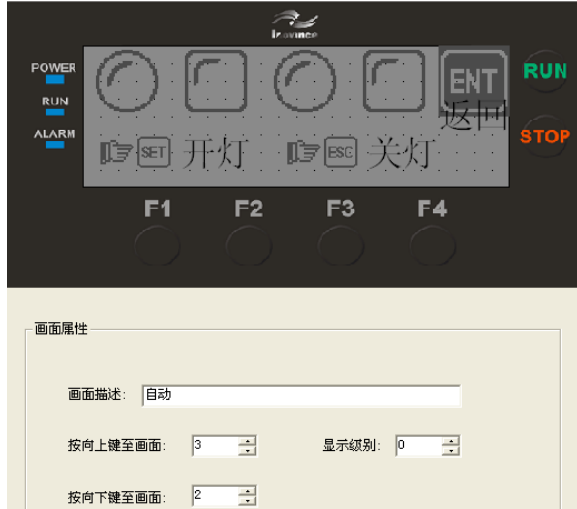 Inovance
POWER
RUN
ALARM
ENT
返回
RUN
STOP
SET 开灯 ESC 关灯
F1 F2 F3 F4
画面属性
画面描述: 自动
按向上键至画面: 3 显示级别: 0
按向下键至画面: 2